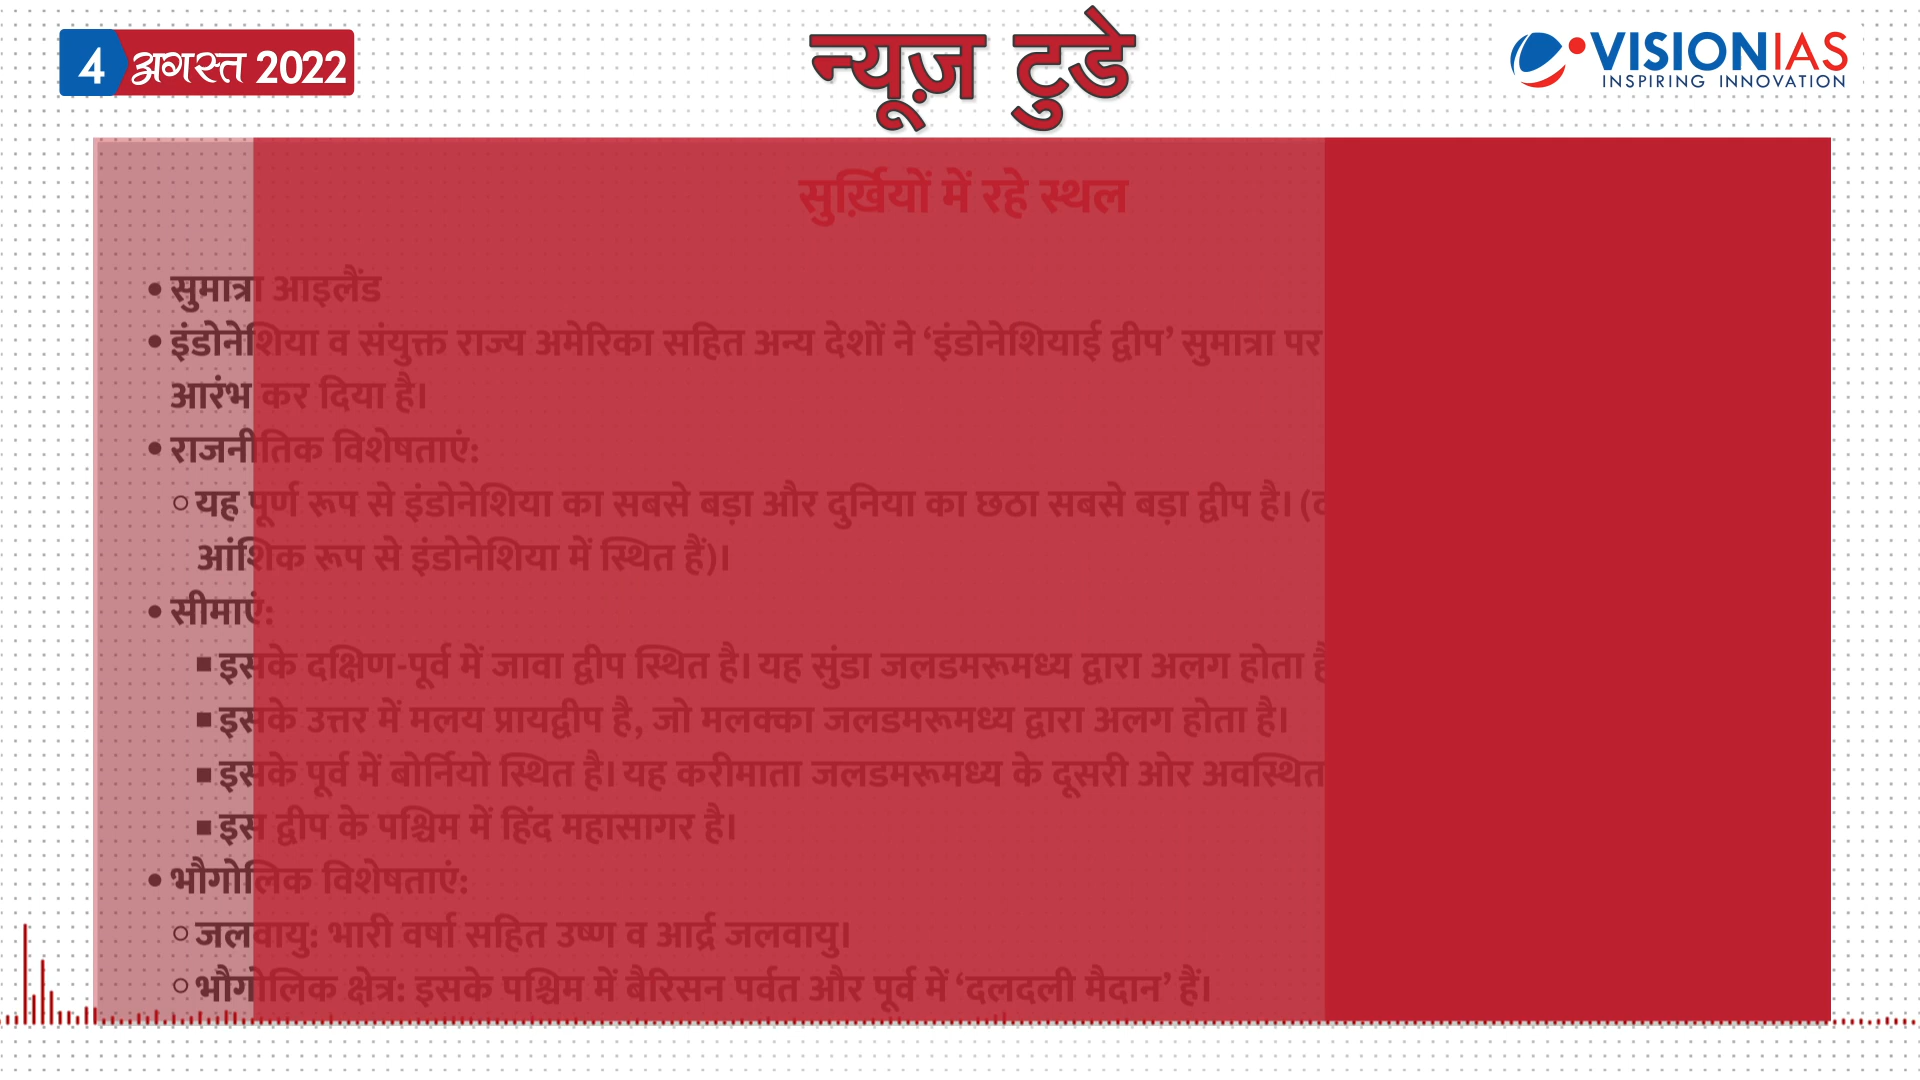 4 अगस्त 2022
न्यूज़ टुडे
VISIONIAS
INSPIRING INNOVATION
सुर्ख़ियों में रहे स्थल
• सुमात्रा आइलैंड
• इंडोनेशिया व संयुक्त राज्य अमेरिका सहित अन्य देशों ने ‘इंडोनेशियाई द्वीप’ सुमात्रा पर
आरंभ कर दिया है।
• राजनीतिक विशेषताएं:
○ यह पूर्ण रूप से इंडोनेशिया का सबसे बड़ा और दुनिया का छठा सबसे बड़ा द्वीप है। (
आंशिक रूप से इंडोनेशिया में स्थित हैं)।
• सीमाएं:
■ इसके दक्षिण-पूर्व में जावा द्वीप स्थित है। यह सुंडा जलडमरूमध्य द्वारा अलग होता
■ इसके उत्तर में मलय प्रायद्वीप है, जो मलक्का जलडमरूमध्य द्वारा अलग होता है।
■ इसके पूर्व में बोर्नियो स्थित है। यह करीमाता जलडमरूमध्य के दूसरी ओर अवस्थित
■ इस द्वीप के पश्चिम में हिंद महासागर है।
• भौगोलिक विशेषताएं:
○ जलवायु: भारी वर्षा सहित उष्ण व आर्द्र जलवायु।
○ भौगोलिक क्षेत्र: इसके पश्चिम में बैरिसन पर्वत और पूर्व में ‘दलदली मैदान’ हैं।